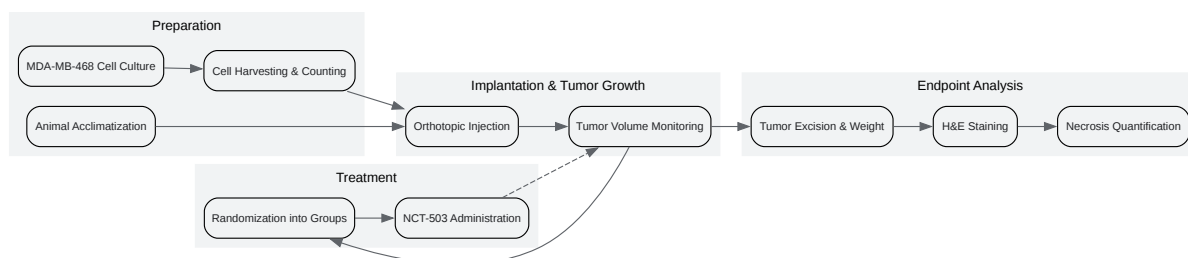 Preparation
MDA-MB-468 Cell Culture
Cell Harvesting & Counting
Animal Acclimatization
Implantation & Tumor Growth
Orthotopic Injection
Tumor Volume Monitoring
Endpoint Analysis
Tumor Excision & Weight
H&E Staining
Necrosis Quantification
Treatment
Randomization into Groups
NCT-503 Administration